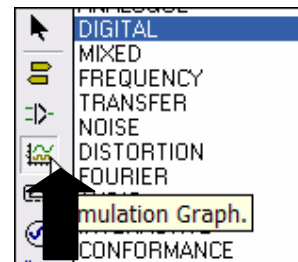 DIGITAL
MIXED
FREQUENCY
TRANSFER
NOISE
DISTORTION
FOURIER
mulation Graph.
CONFORMANCE